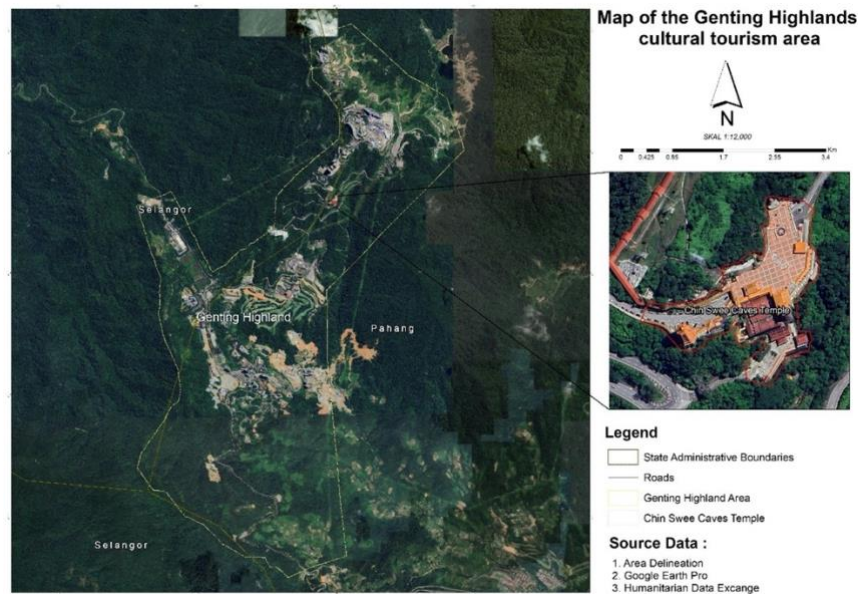 Map of the Genting Highlands
cultural tourism area
N
SKAL 1:12,000
Km
0 0.425 0.85 1.7 2.55 3.4
Selangor
Genting Highland
Pahang
Selangor
Chin Swee Caves Temple
Legend
State Administrative Boundaries
Roads
Genting Highland Area
Chin Swee Caves Temple
Source Data :
1. Area Delineation
2. Google Earth Pro
3. Humanitarian Data Excange